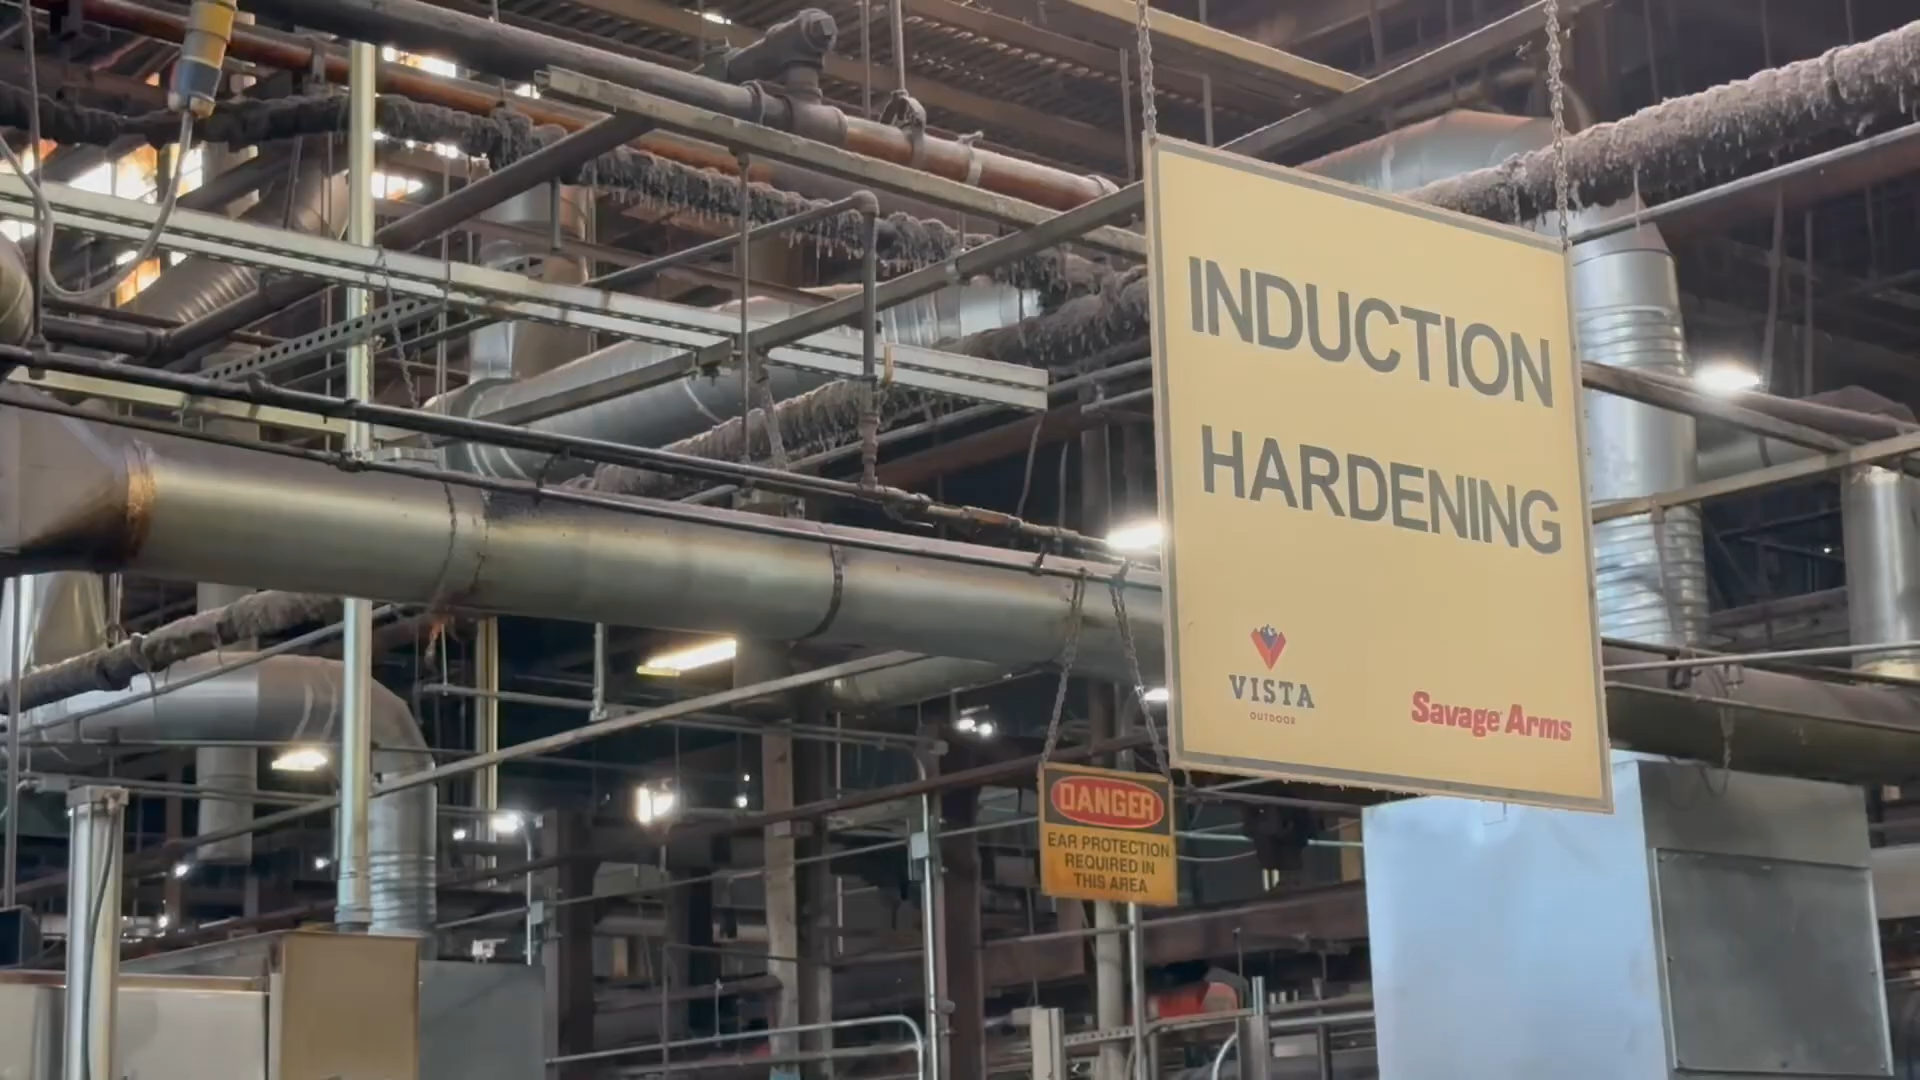 INDUCTION
HARDENING
VISTA
OUTDOOR
Savage Arms
DANGER
EAR PROTECTION
REQUIRED IN
THIS AREA